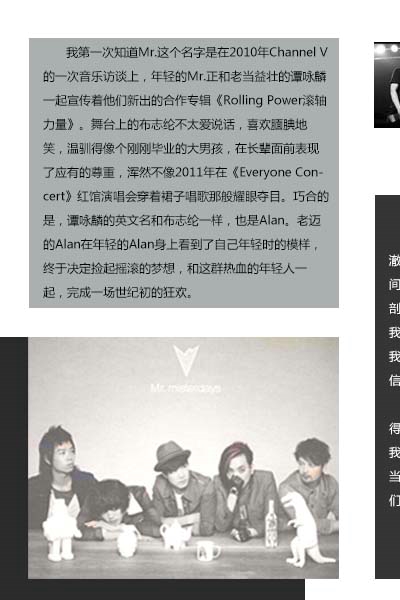 我第一次知道Mr.这个名字是在2010年Channel V
的一次音乐访谈上，年轻的Mr.正和老当益壮的谭咏麟
一起宣传着他们新出的合作专辑《Rolling Power滚轴
力量》。舞台上的布志纶不太爱说话，喜欢腼腆地
笑，温驯得像个刚刚毕业的大男孩，在长辈面前表现
了应有的尊重，浑然不像2011年在《Everyone Con-
cert》红馆演唱会穿着裙子唱歌那般耀眼夺目。巧合的
是，谭咏麟的英文名和布志纶一样，也是Alan。老迈
的Alan在年轻的Alan身上看到了自己年轻时的模样，
终于决定捡起摇滚的梦想，和这群热血的年轻人一
起，完成一场世纪初的狂欢。
Mr. misterdays
澈
间
剖
我
我
信
得
我
当
们